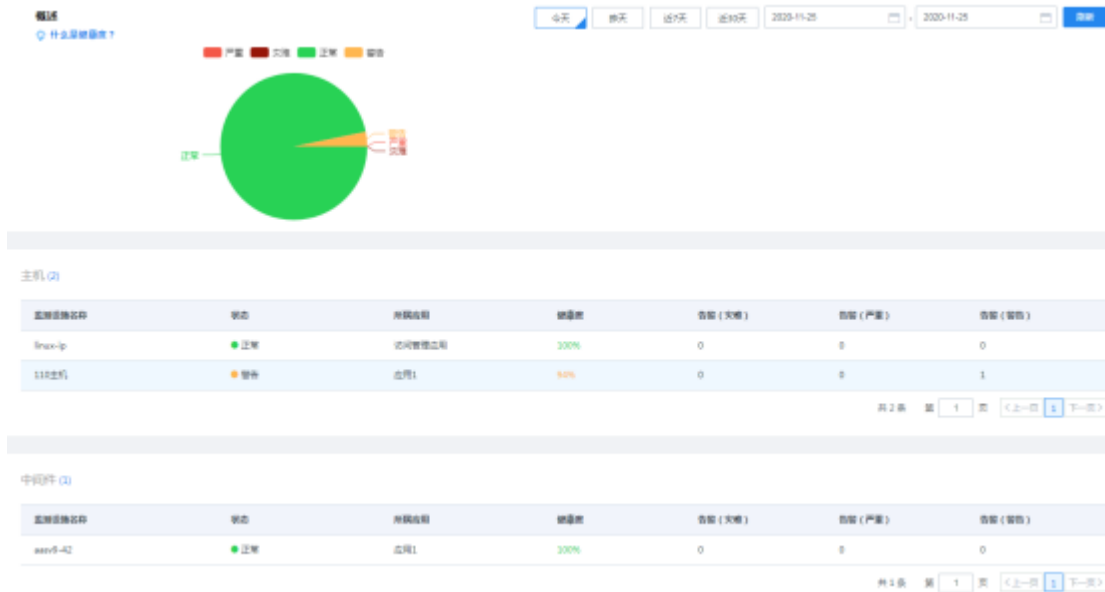 概述
今天 昨天 近7天 近30天 2020-11-25 - 2020-11-25 刷新
什么是健康度？
严重 灾难 正常 警告
警告
严重
正常
灾难
主机 (2)
监测设施名称 状态 所属应用 健康度 告警 ( 灾难 ) 告警 ( 严重 ) 告警 ( 警告 )
linux-ip 正常 访问管理应用 100% 0 0 0
110主机 警告 应用1 0 0 1
共 2 条 第 1 页 <上一页 1 下一页>
中间件 (1)
监测设施名称 状态 所属应用 健康度 告警 ( 灾难 ) 告警 ( 严重 ) 告警 ( 警告 )
正常 应用1 100% 0 0 0
共 1 条 第 1 页 <上一页 1 下一页>